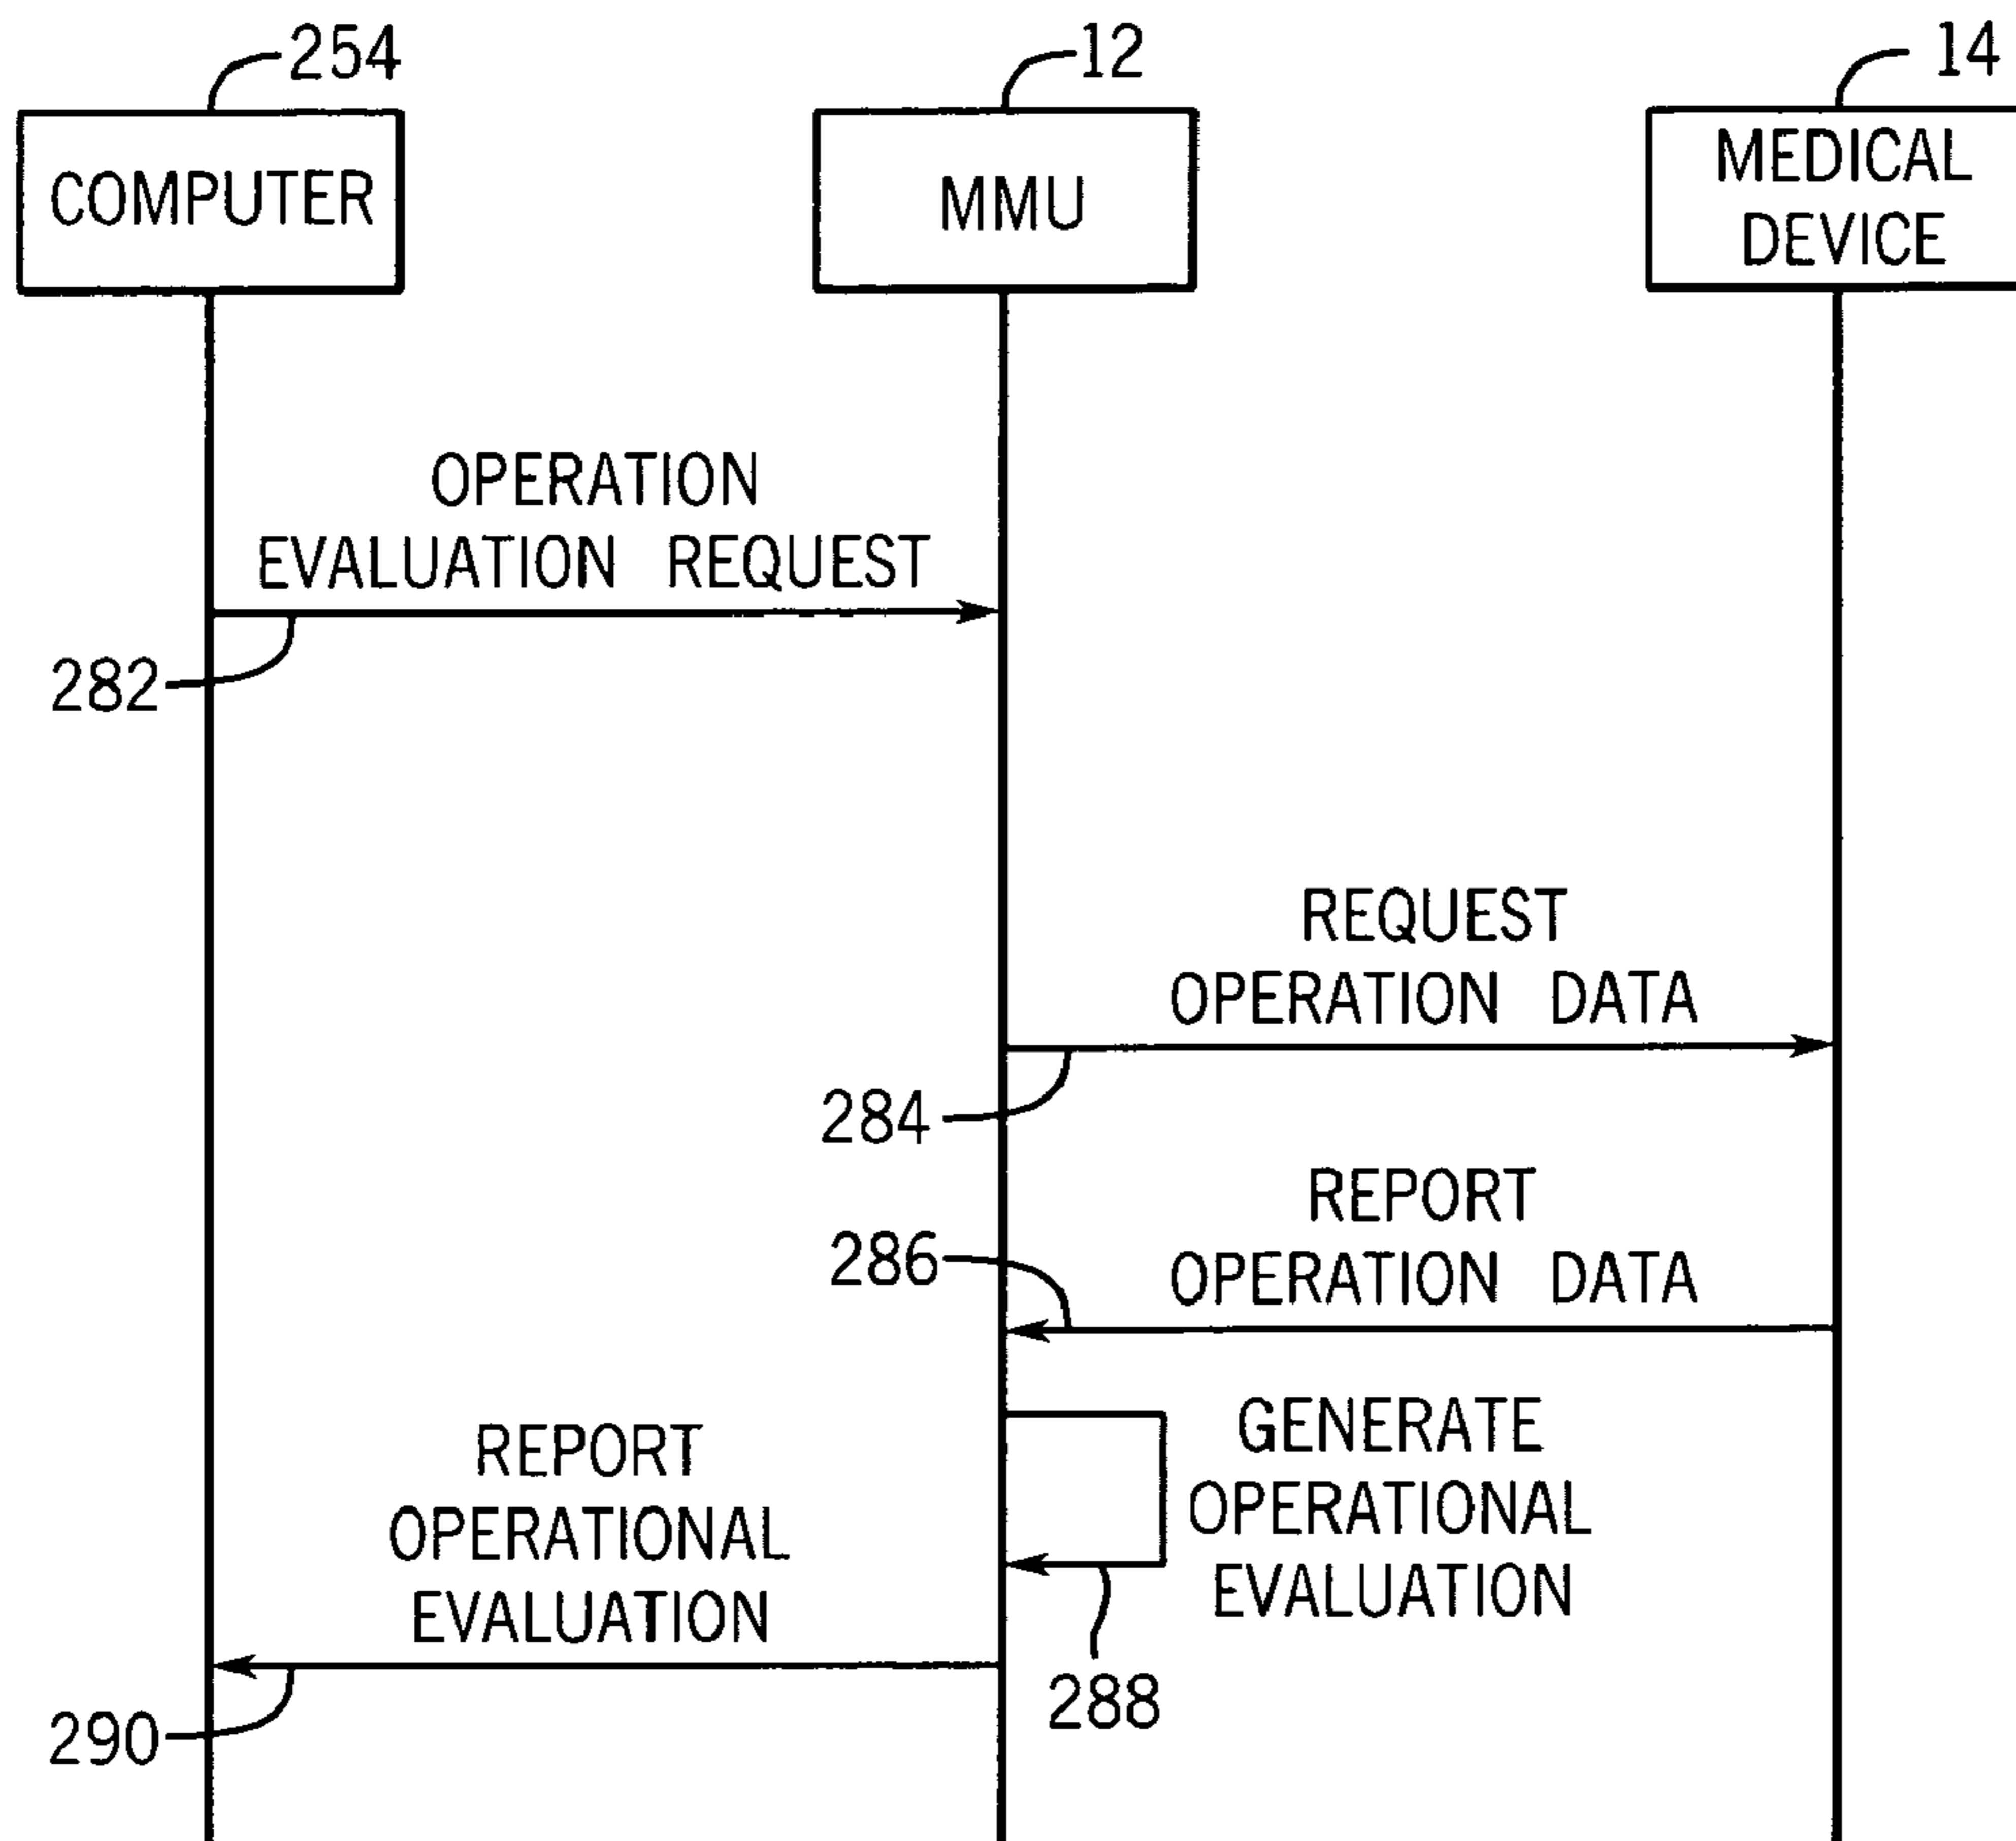 254
12
14
COMPUTER
MMU
MEDICAL
DEVICE
OPERATION
EVALUATION REQUEST
282
REQUEST
OPERATION DATA
284
REPORT
OPERATION DATA
286
GENERATE
OPERATIONAL
EVALUATION
288
REPORT
OPERATIONAL
EVALUATION
290